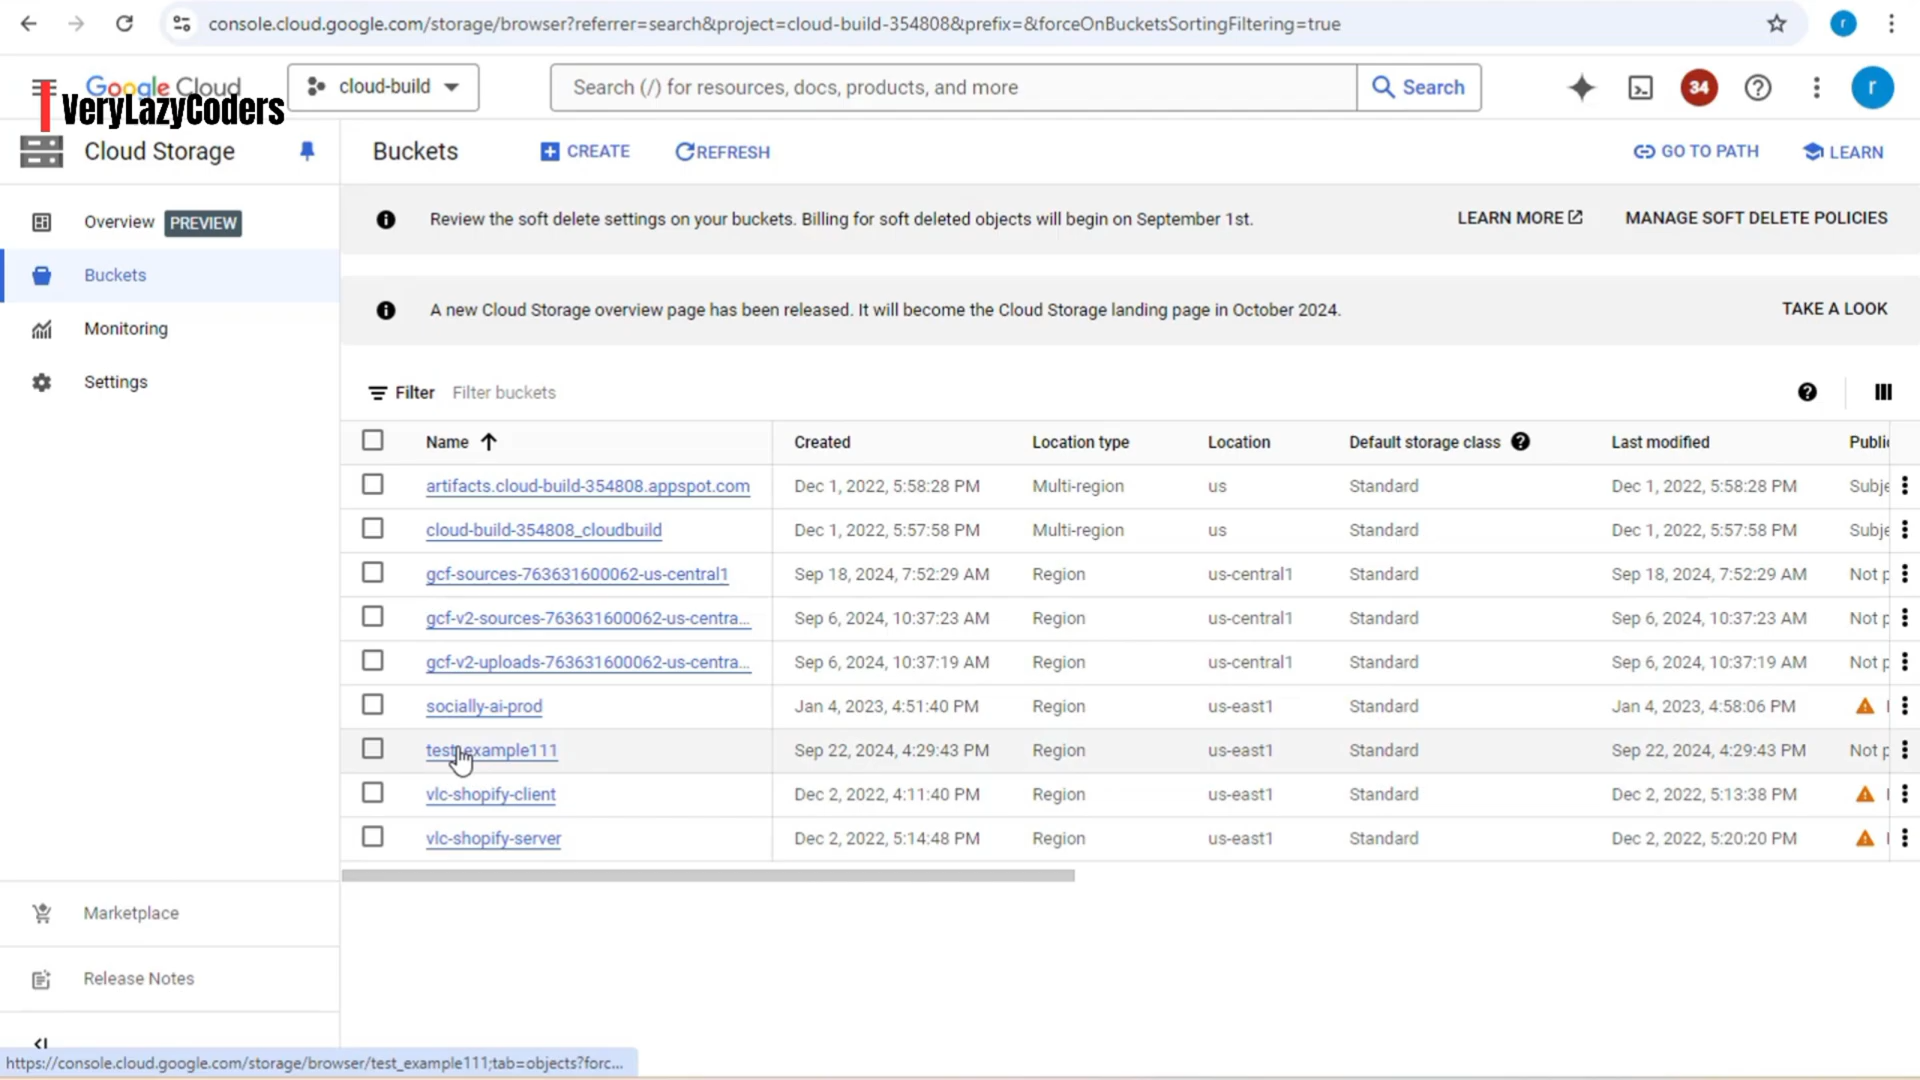 console.cloud.google.com/storage/browser?referrer=search&project=cloud-build-354808&prefix=&forceOnBucketsSortingFiltering=true
r
Google Cloud
VeryLazyCoders
cloud-build
Search (/) for resources, docs, products, and more
Search
34
r
Cloud Storage
Buckets
CREATE
REFRESH
GO TO PATH
LEARN
Overview PREVIEW
Buckets
Monitoring
Settings
Review the soft delete settings on your buckets. Billing for soft deleted objects will begin on September 1st.
LEARN MORE
MANAGE SOFT DELETE POLICIES
A new Cloud Storage overview page has been released. It will become the Cloud Storage landing page in October 2024.
TAKE A LOOK
Filter Filter buckets
Name Created Location type Location Default storage class Last modified Public
artifacts.cloud-build-354808.appspot.com Dec 1, 2022, 5:58:28 PM Multi-region us Standard Dec 1, 2022, 5:58:28 PM Subje
cloud-build-354808_cloudbuild Dec 1, 2022, 5:57:58 PM Multi-region us Standard Dec 1, 2022, 5:57:58 PM Subje
gcf-sources-763631600062-us-central1 Sep 18, 2024, 7:52:29 AM Region us-central1 Standard Sep 18, 2024, 7:52:29 AM Not p
gcf-v2-sources-763631600062-us-centra... Sep 6, 2024, 10:37:23 AM Region us-central1 Standard Sep 6, 2024, 10:37:23 AM Not p
gcf-v2-uploads-763631600062-us-centra... Sep 6, 2024, 10:37:19 AM Region us-central1 Standard Sep 6, 2024, 10:37:19 AM Not p
socially-ai-prod Jan 4, 2023, 4:51:40 PM Region us-east1 Standard Jan 4, 2023, 4:58:06 PM
test_example111 Sep 22, 2024, 4:29:43 PM Region us-east1 Standard Sep 22, 2024, 4:29:43 PM Not p
vlc-shopify-client Dec 2, 2022, 4:11:40 PM Region us-east1 Standard Dec 2, 2022, 5:13:38 PM
vlc-shopify-server Dec 2, 2022, 5:14:48 PM Region us-east1 Standard Dec 2, 2022, 5:20:20 PM
Marketplace
Release Notes
https://console.cloud.google.com/storage/browser/test_example111;tab=objects?forc...